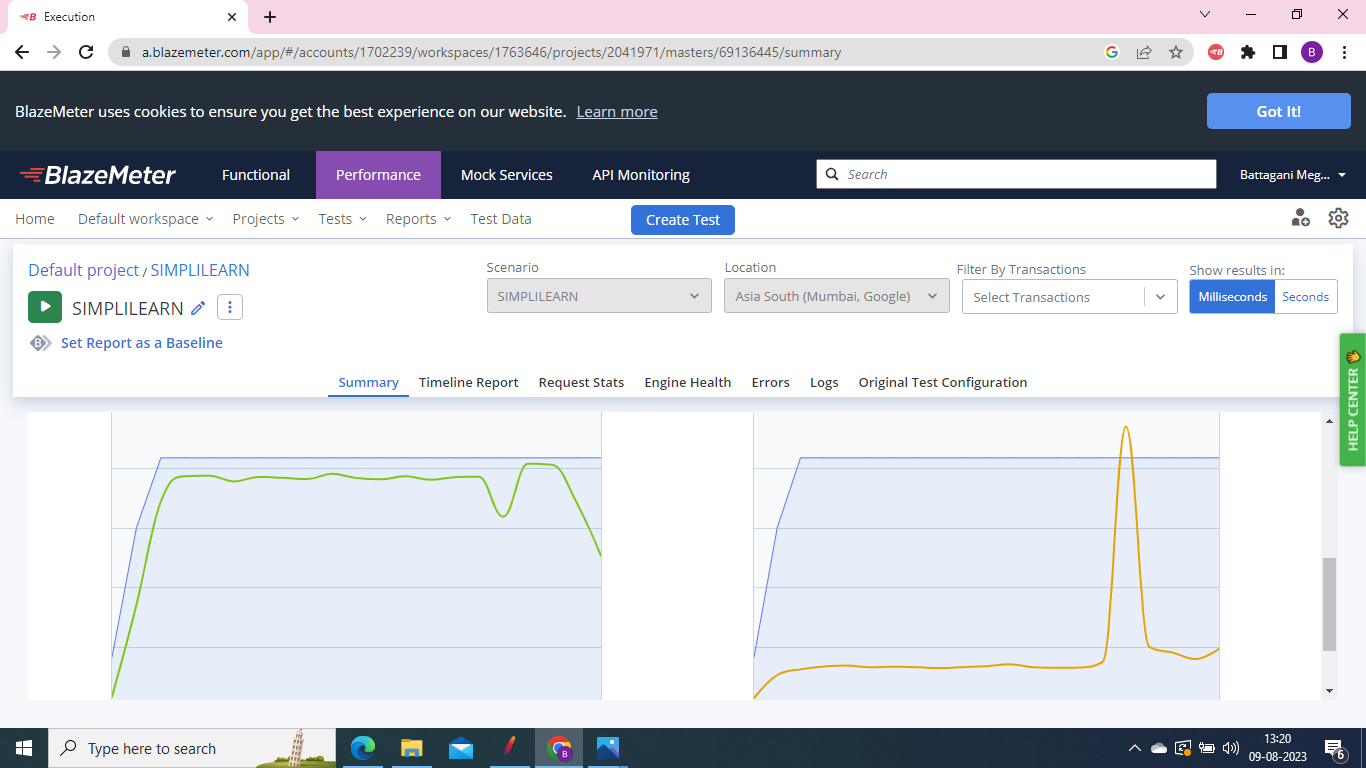 Execution
a.blazemeter.com/app/#/accounts/1702239/workspaces/1763646/projects/2041971/masters/69136445/summary
B
BlazeMeter uses cookies to ensure you get the best experience on our website. Learn more
Got It!
BlazeMeter
Functional
Performance
Mock Services
API Monitoring
Search
Battagani Meg...
Home
Default workspace
Projects
Tests
Reports
Test Data
Create Test
Default project / SIMPLILEARN
SIMPLILEARN
Set Report as a Baseline
Scenario
SIMPLILEARN
Location
Asia South (Mumbai, Google)
Filter By Transactions
Select Transactions
Show results in:
Milliseconds
Seconds
HELP CENTER
Summary
Timeline Report
Request Stats
Engine Health
Errors
Logs
Original Test Configuration
Type here to search
B
13:20
09-08-2023
6